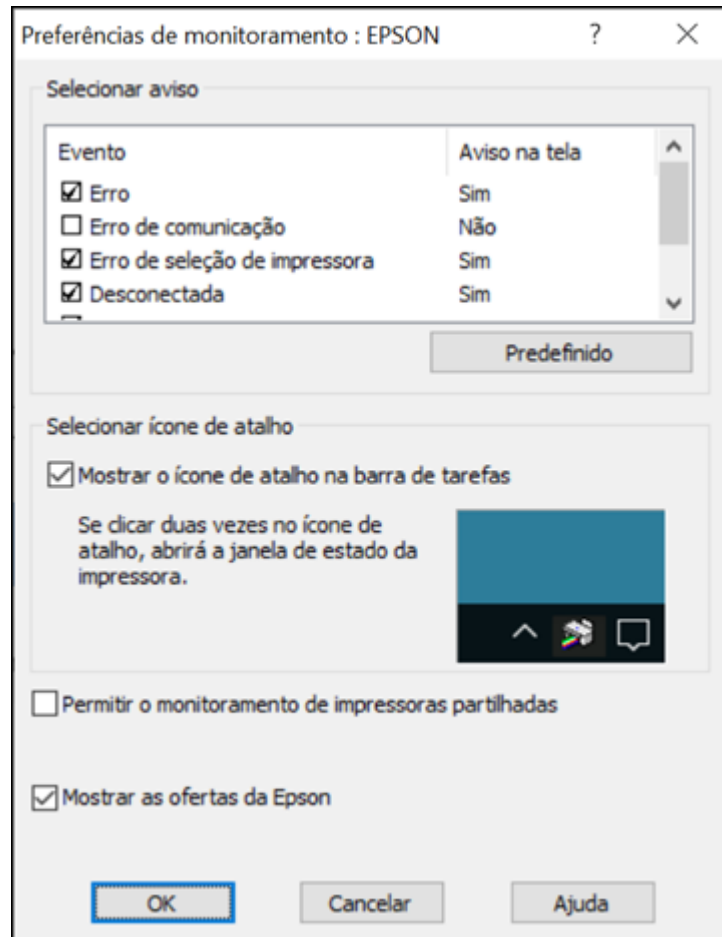 Preferências de monitoramento : EPSON
Selecionar aviso
Evento Aviso na tela
Erro Sim
Erro de comunicação Não
Erro de seleção de impressora Sim
Desconectada Sim
Predefinido
Selecionar ícone de atalho
Mostrar o ícone de atalho na barra de tarefas
Se clicar duas vezes no ícone de
atalho, abrirá a janela de estado da
impressora.
Permitir o monitoramento de impressoras partilhadas
Mostrar as ofertas da Epson
OK Cancelar Ajuda